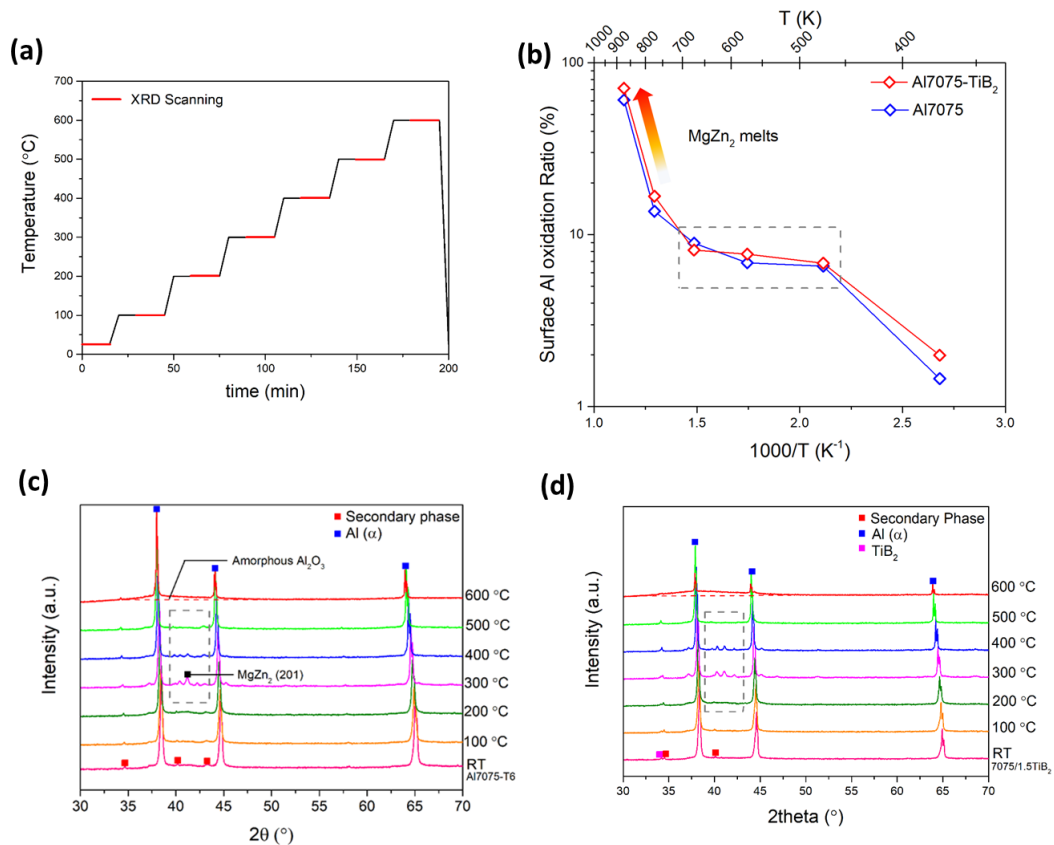 (a)
700
600
500
400
300
200
100
0
Temperature (°C)
XRD Scanning
0
50
100
150
200
time (min)
(b)
T (K)
1000
900
800
700
600
500
400
100
10
1
Surface Al oxidation Ratio (%)
Al7075-TiB₂
Al7075
MgZn₂ melts
1.0
1.5
2.0
2.5
3.0
1000/T (K⁻¹)
(c)
Intensity (a.u.)
Secondary phase
Al (α)
Amorphous Al₂O₃
MgZn₂ (201)
600 °C
500 °C
400 °C
300 °C
200 °C
100 °C
RT
Al7075-T6
30
35
40
45
50
55
60
65
70
2θ (°)
(d)
Intensity (a.u.)
Secondary Phase
Al (α)
TiB₂
600 °C
500 °C
400 °C
300 °C
200 °C
100 °C
RT
7075/1.5TiB₂
30
35
40
45
50
55
60
65
70
2theta (°)